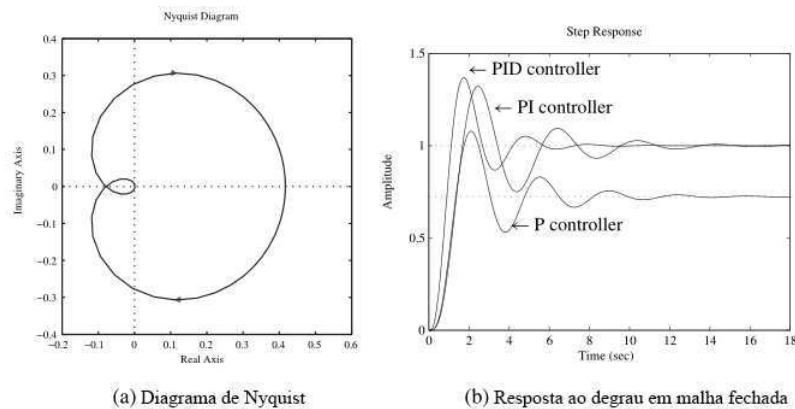 Nyquist Diagram
Imaginary Axis
0.4
0.3
0.2
0.1
0
−0.1
−0.2
−0.3
−0.4
−0.2 −0.1 0 0.1 0.2 0.3 0.4 0.5 0.6
Real Axis
(a) Diagrama de Nyquist
Step Response
Amplitude
1.5
1
0.5
0
← PID controller
← PI controller
← P controller
0 2 4 6 8 10 12 14 16 18
Time (sec)
(b) Resposta ao degrau em malha fechada